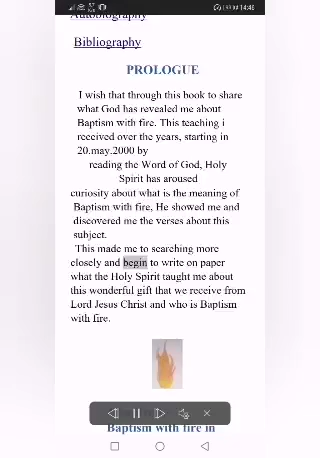 14:46
Autobiography
Bibliography
PROLOGUE
I wish that through this book to share
what God has revealed me about
Baptism with fire. This teaching i
received over the years, starting in
20.may.2000 by
reading the Word of God, Holy
Spirit has aroused
curiosity about what is the meaning of
Baptism with fire, He showed me and
discovered me the verses about this
subject.
This made me to searching more
closely and begin to write on paper
what the Holy Spirit taught me about
this wonderful gift that we receive from
Lord Jesus Christ and who is Baptism
with fire.
Baptism with fire in